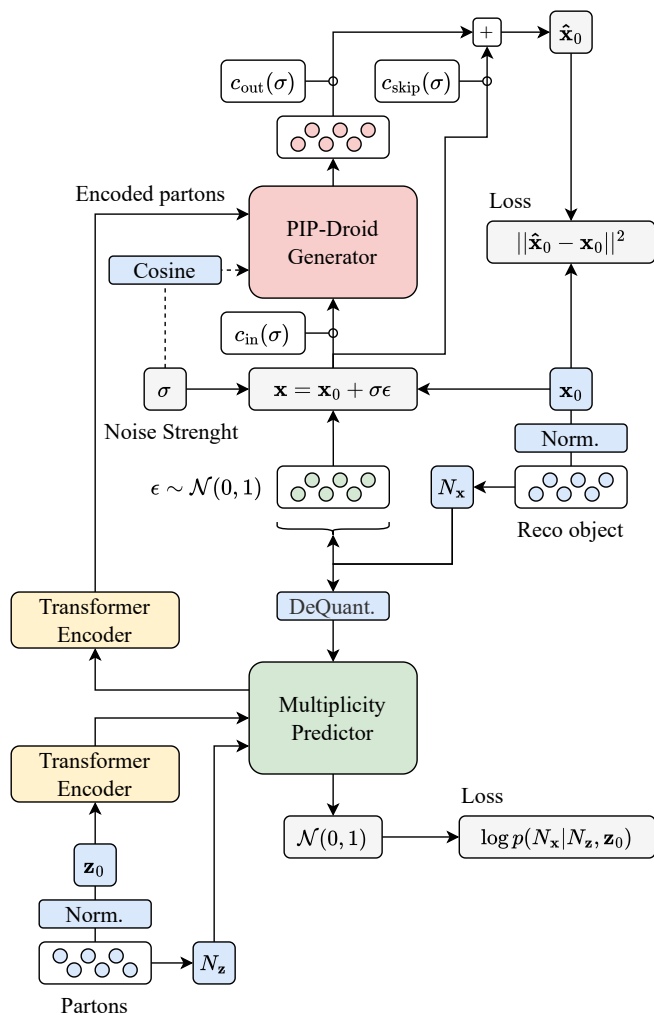 +
x̂₀
c_out(σ)
c_skip(σ)
Encoded partons
PIP-Droid
Generator
Loss
||x̂₀ − x₀||²
Cosine
c_in(σ)
σ
x = x₀ + σϵ
x₀
Noise Strenght
Norm.
ϵ ∼ 𝒩(0, 1)
N_x
Reco object
DeQuant.
Transformer
Encoder
Multiplicity
Predictor
Transformer
Encoder
Loss
𝒩(0, 1)
log p(N_x|N_z, z₀)
z₀
Norm.
N_z
Partons